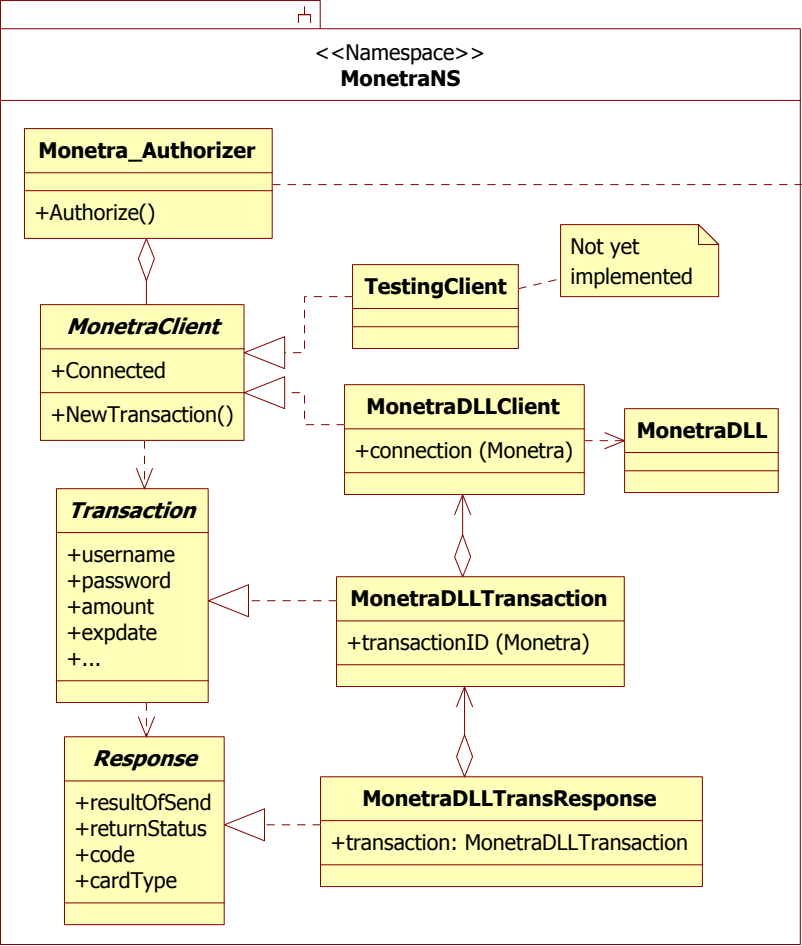 <<Namespace>>
MonetraNS
Monetra_Authorizer
+Authorize()
Not yet
implemented
TestingClient
MonetraClient
+Connected
+NewTransaction()
MonetraDLLClient
+connection (Monetra)
MonetraDLL
Transaction
+username
+password
+amount
+expdate
+...
MonetraDLLTransaction
+transactionID (Monetra)
Response
+resultOfSend
+returnStatus
+code
+cardType
MonetraDLLTransResponse
+transaction: MonetraDLLTransaction